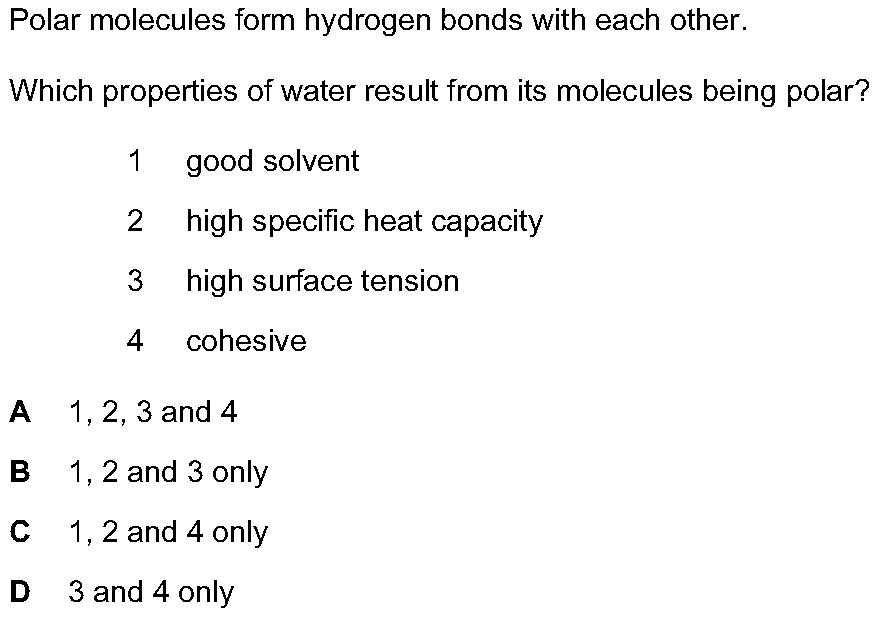 Polar molecules form hydrogen bonds with each other.
Which properties of water result from its molecules being polar?
1 good solvent
2 high specific heat capacity
3 high surface tension
4 cohesive
A 1, 2, 3 and 4
B 1, 2 and 3 only
C 1, 2 and 4 only
D 3 and 4 only